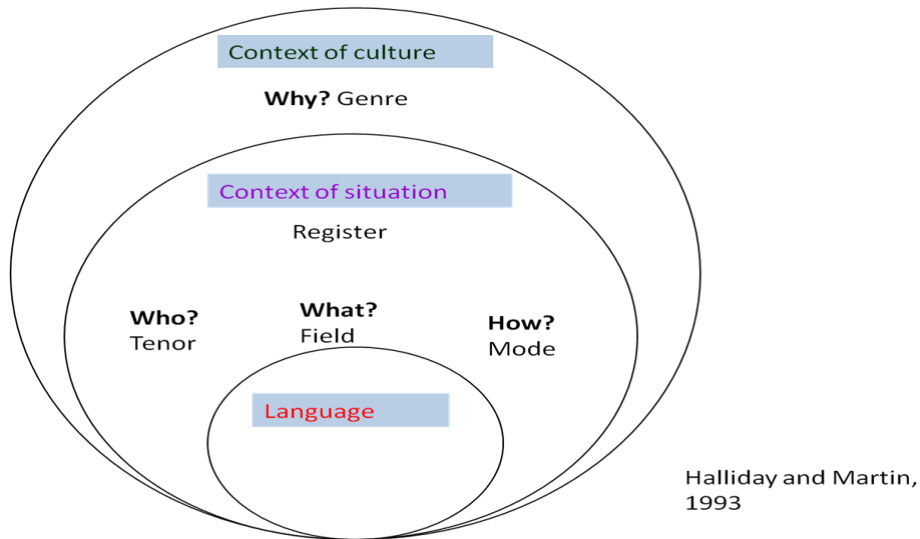 Context of culture
Why? Genre
Context of situation
Register
Who?
Tenor
What?
Field
How?
Mode
Language
Halliday and Martin,
1993